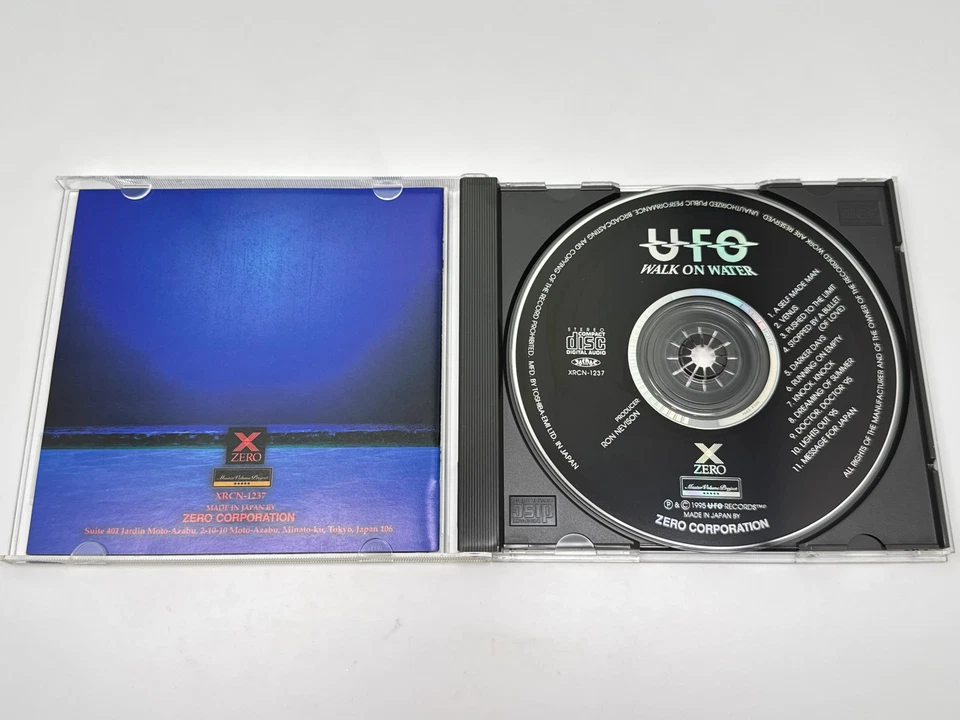 X
ZERO
Master Volume Project
★★★★★
XRCN-1237
MADE IN JAPAN BY
ZERO CORPORATION
Suite 401 Jardin Moto-Azabu, 2-10-10 Moto-Azabu, Minato-ku, Tokyo, Japan 106
ALL RIGHTS OF THE MANUFACTURER AND OF THE OWNER OF THE RECORDED WORK ARE RESERVED. UNAUTHORIZED PUBLIC PERFORMANCE, BROADCASTING AND COPYING OF THE RECORD PROHIBITED. MFD. BY TOSHIBA-EMI LTD. IN JAPAN
UFO
WALK ON WATER
1. A SELF MADE MAN
2. VENUS
3. PUSHED TO THE LIMIT
4. STOPPED BY A BULLET
(OF LOVE)
5. DARKER DAYS
6. RUNNING ON EMPTY
7. KNOCK, KNOCK
8. DREAMING OF SUMMER
9. DOCTOR, DOCTOR '95
10. LIGHTS OUT '95
11. MESSAGE FOR JAPAN
STEREO
COMPACT
disc
DIGITAL AUDIO
XRCN-1237
PRODUCER
RON NEVISON
X
ZERO
Master Volume Project
★★★★★
℗ & © 1995 UFO RECORDS
MADE IN JAPAN BY
ZERO CORPORATION
disc